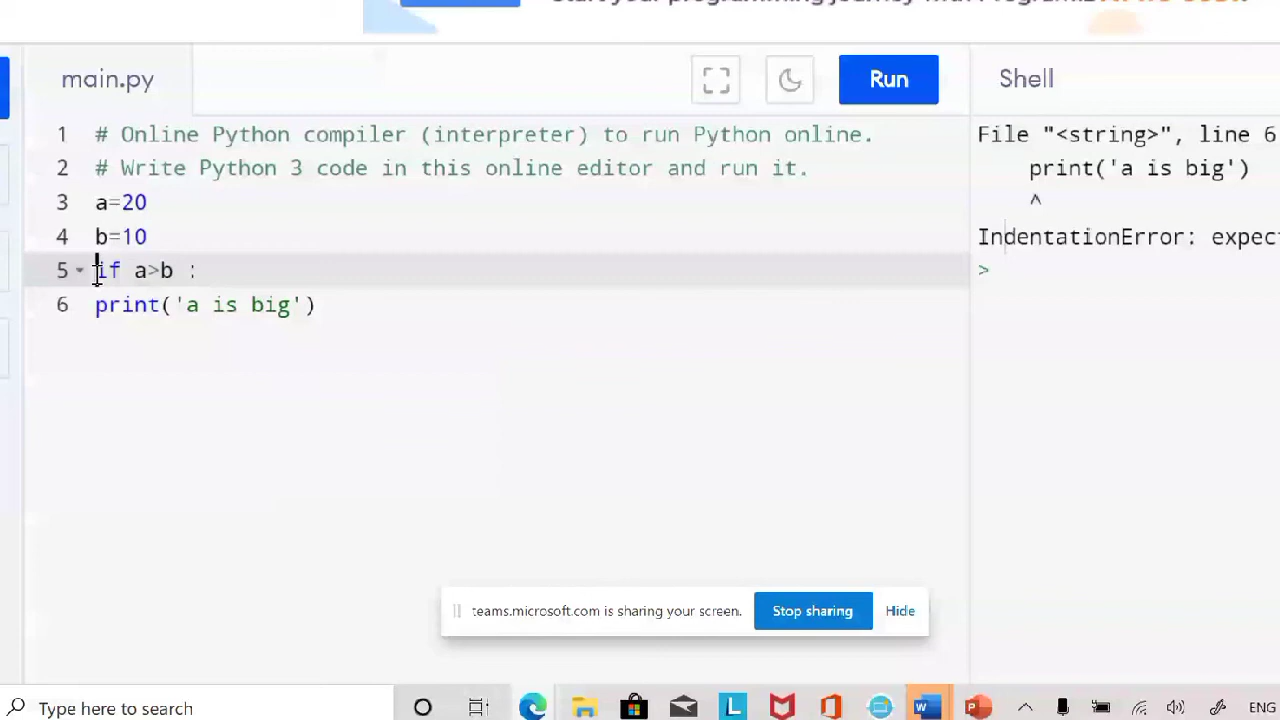 main.py
Run
Shell
1 # Online Python compiler (interpreter) to run Python online.
2 # Write Python 3 code in this online editor and run it.
3 a=20
4 b=10
5 if a>b :
6 print('a is big')
File "<string>", line 6
print('a is big')
^
IndentationError: expec
>
teams.microsoft.com is sharing your screen.
Stop sharing
Hide
Type here to search
ENG